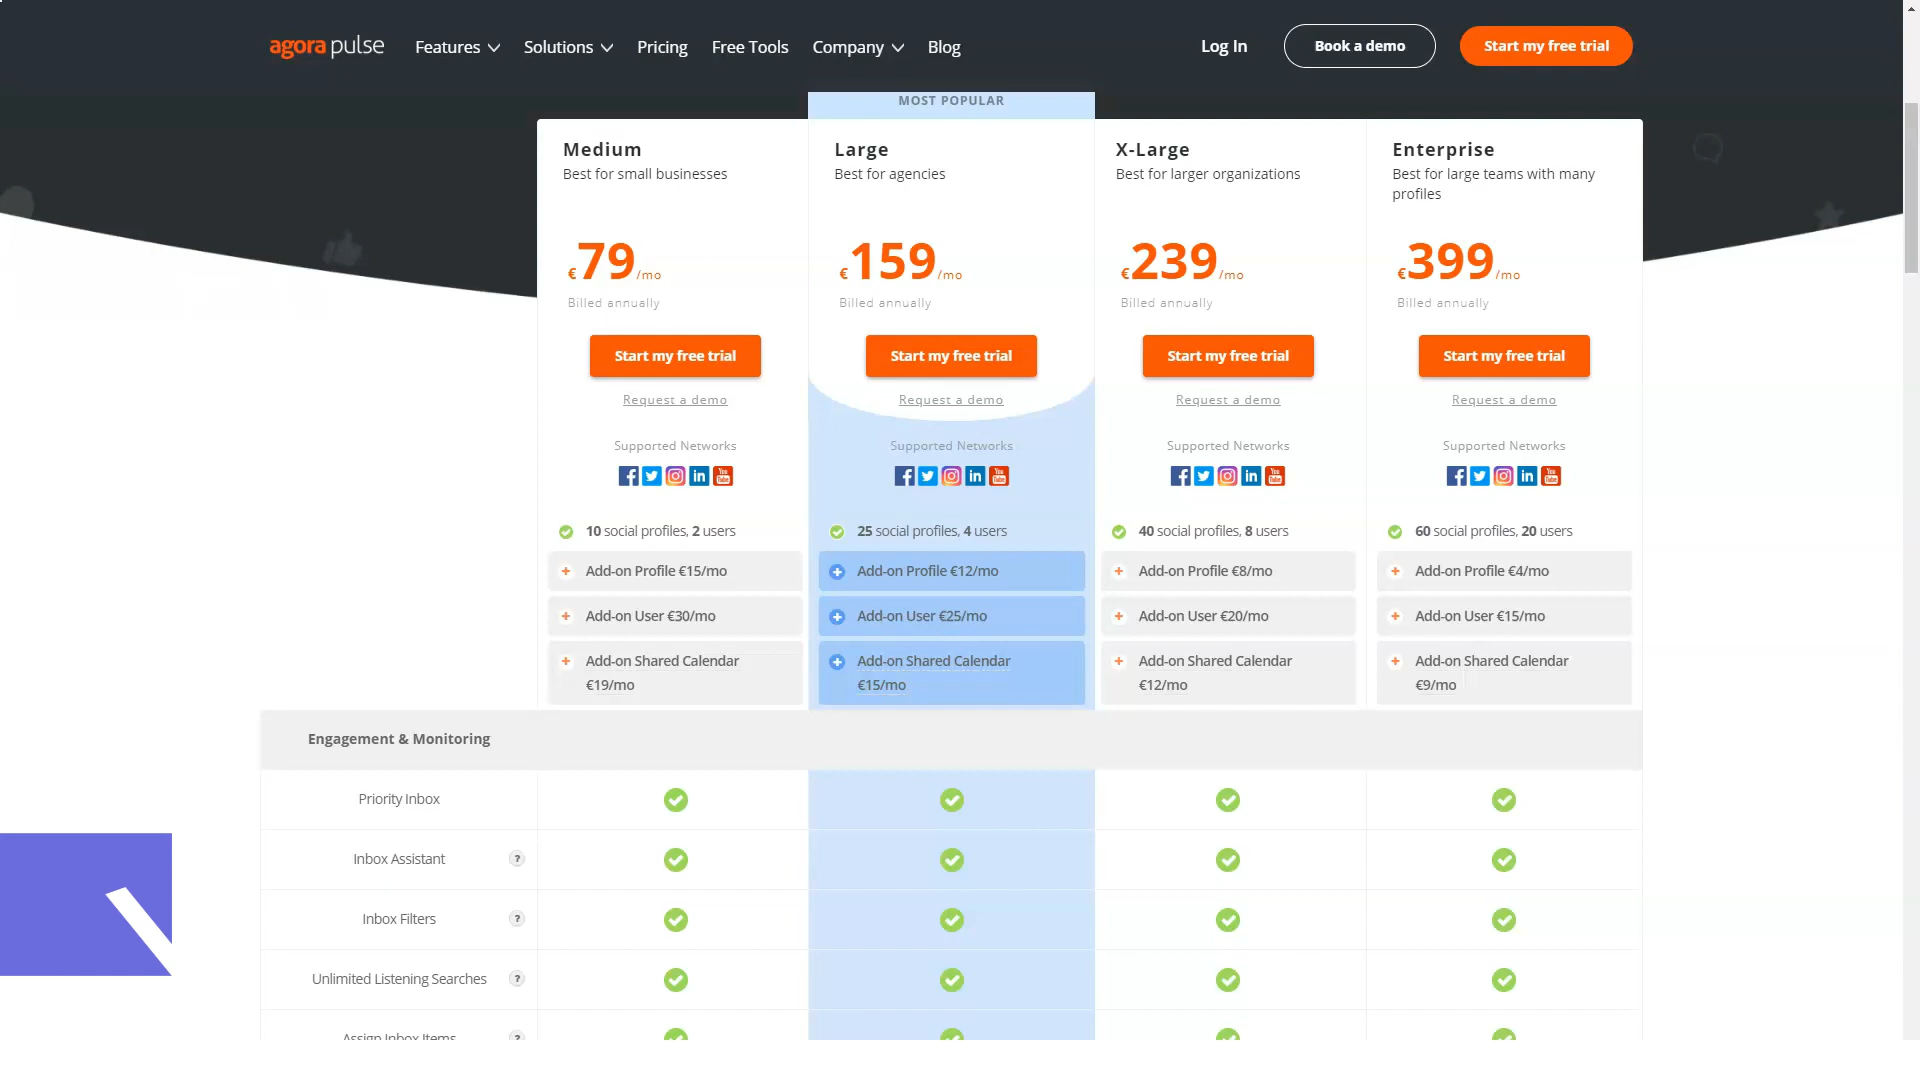 agora pulse Features Solutions Pricing Free Tools Company Blog Log In Book a demo Start my free trial
MOST POPULAR
Medium
Best for small businesses
€79/mo
Billed annually
Start my free trial
Request a demo
Supported Networks
10 social profiles, 2 users
Add-on Profile €15/mo
Add-on User €30/mo
Add-on Shared Calendar
€19/mo
Large
Best for agencies
€159/mo
Billed annually
Start my free trial
Request a demo
Supported Networks
25 social profiles, 4 users
Add-on Profile €12/mo
Add-on User €25/mo
Add-on Shared Calendar
€15/mo
X-Large
Best for larger organizations
€239/mo
Billed annually
Start my free trial
Request a demo
Supported Networks
40 social profiles, 8 users
Add-on Profile €8/mo
Add-on User €20/mo
Add-on Shared Calendar
€12/mo
Enterprise
Best for large teams with many
profiles
€399/mo
Billed annually
Start my free trial
Request a demo
Supported Networks
60 social profiles, 20 users
Add-on Profile €4/mo
Add-on User €15/mo
Add-on Shared Calendar
€9/mo
Engagement & Monitoring
Priority Inbox
Inbox Assistant ?
Inbox Filters ?
Unlimited Listening Searches ?
Assign Inbox Items ?